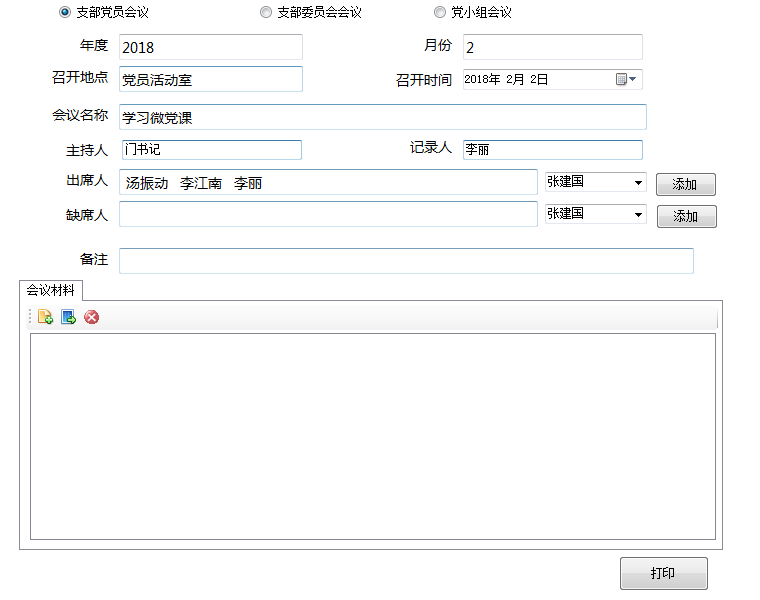 支部党员会议 支部委员会会议 党小组会议
年度 2018 月份 2
召开地点 党员活动室 召开时间 2018年 2月 2日
会议名称 学习微党课
主持人 门书记 记录人 李丽
出席人 汤振动 李江南 李丽 张建国 添加
缺席人 张建国 添加
备注
会议材料
打印